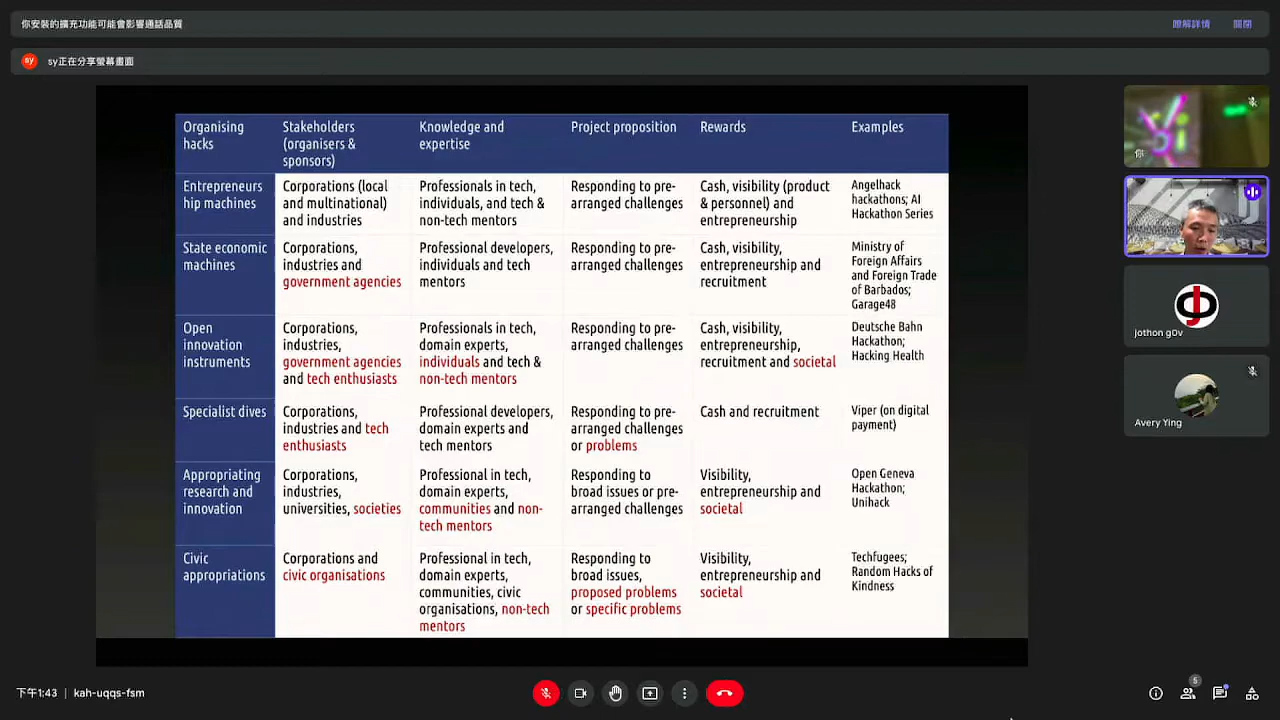 你安裝的擴充功能可能會影響通話品質
瞭解詳情
關閉
sy
sy正在分享螢幕畫面
Organising
hacks
Stakeholders
(organisers &
sponsors)
Knowledge and
expertise
Project proposition
Rewards
Examples
Entrepreneurs
hip machines
Corporations (local
and multinational)
and industries
Professionals in tech,
individuals, and tech &
non-tech mentors
Responding to pre-
arranged challenges
Cash, visibility (product
& personnel) and
entrepreneurship
Angelhack
hackathons; AI
Hackathon Series
State economic
machines
Corporations,
industries and
government agencies
Professional developers,
individuals and tech
mentors
Responding to pre-
arranged challenges
Cash, visibility,
entrepreneurship and
recruitment
Ministry of
Foreign Affairs
and Foreign Trade
of Barbados;
Garage48
Open
innovation
instruments
Corporations,
industries,
government agencies
and tech enthusiasts
Professionals in tech,
domain experts,
individuals and tech &
non-tech mentors
Responding to pre-
arranged challenges
Cash, visibility,
entrepreneurship,
recruitment and societal
Deutsche Bahn
Hackathon;
Hacking Health
Specialist dives
Corporations,
industries and tech
enthusiasts
Professional developers,
domain experts and
tech mentors
Responding to pre-
arranged challenges
or problems
Cash and recruitment
Viper (on digital
payment)
Appropriating
research and
innovation
Corporations,
industries,
universities, societies
Professional in tech,
domain experts,
communities and non-
tech mentors
Responding to
broad issues or pre-
arranged challenges
Visibility,
entrepreneurship and
societal
Open Geneva
Hackathon;
Unihack
Civic
appropriations
Corporations and
civic organisations
Professional in tech,
domain experts,
communities, civic
organisations, non-tech
mentors
Responding to
broad issues,
proposed problems
or specific problems
Visibility,
entrepreneurship and
societal
Techfugees;
Random Hacks of
Kindness
你
jothon g0v
Avery Ying
下午1:43 | kah-uqqs-fsm
5